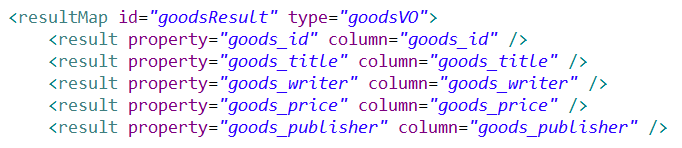 <resultMap id="goodsResult" type="goodsVO">
<result property="goods_id" column="goods_id" />
<result property="goods_title" column="goods_title" />
<result property="goods_writer" column="goods_writer" />
<result property="goods_price" column="goods_price" />
<result property="goods_publisher" column="goods_publisher" />